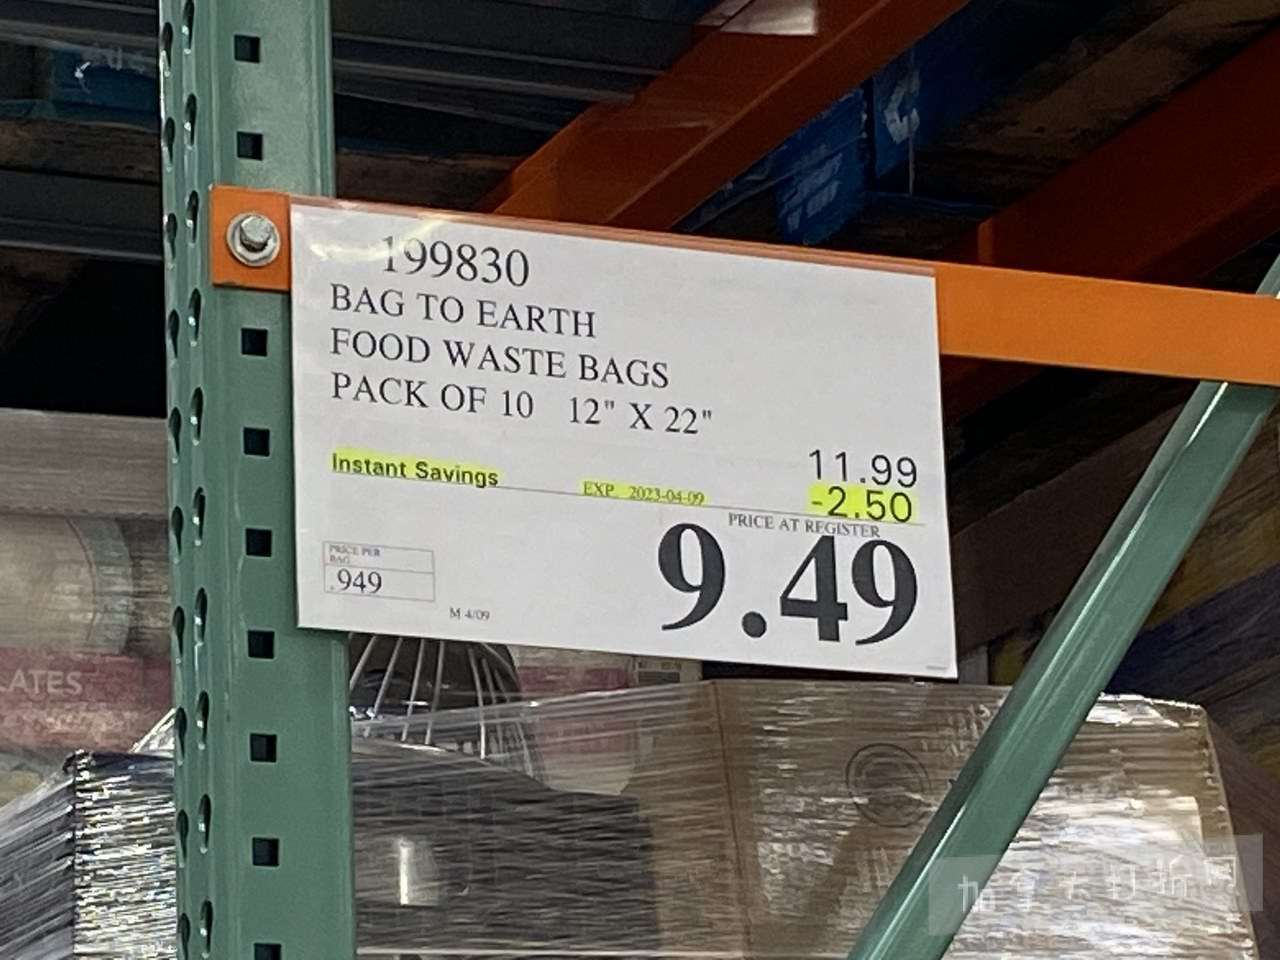 199830
BAG TO EARTH
FOOD WASTE BAGS
PACK OF 10 12" X 22"
11.99
Instant Savings EXP. 2023-04-09 -2.50
PRICE AT REGISTER
9.49
PRICE PER
BAG
.949
M 4/09
LATES
加拿大打折网